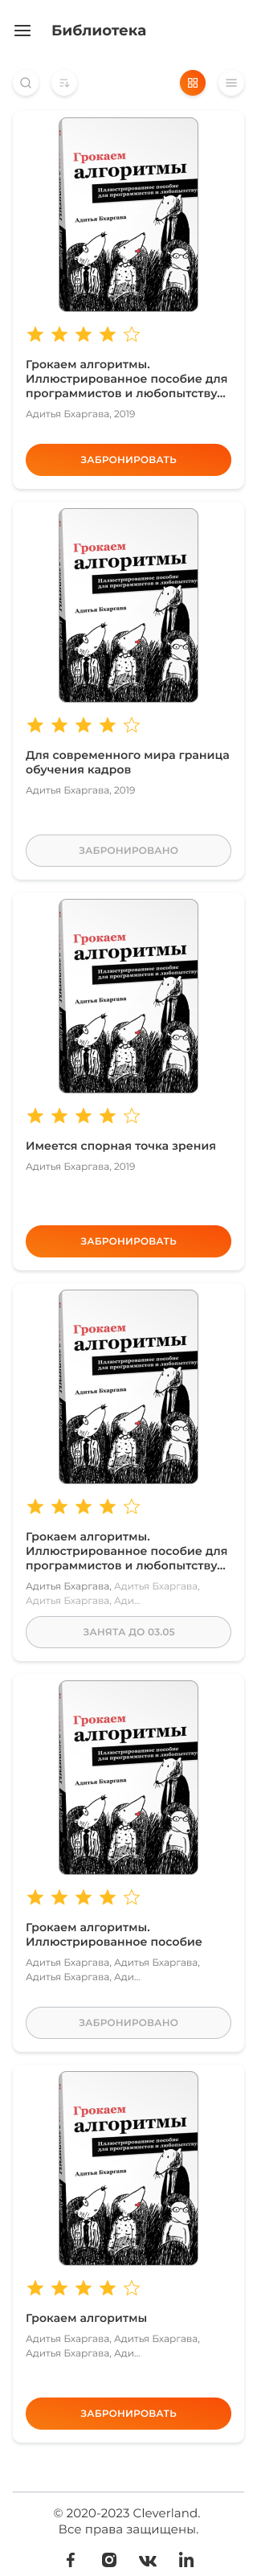 Библиотека
Грокаем
алгоритмы
Иллюстрированное пособие
для программистов и любопытствующих
Адитья Бхаргава
Грокаем алгоритмы.
Иллюстрированное пособие для
программистов и любопытству...
Адитья Бхаргава, 2019
ЗАБРОНИРОВАТЬ
Грокаем
алгоритмы
Иллюстрированное пособие
для программистов и любопытствующих
Адитья Бхаргава
Для современного мира граница
обучения кадров
Адитья Бхаргава, 2019
ЗАБРОНИРОВАНО
Грокаем
алгоритмы
Иллюстрированное пособие
для программистов и любопытствующих
Адитья Бхаргава
Имеется спорная точка зрения
Адитья Бхаргава, 2019
ЗАБРОНИРОВАТЬ
Грокаем
алгоритмы
Иллюстрированное пособие
для программистов и любопытствующих
Адитья Бхаргава
Грокаем алгоритмы.
Иллюстрированное пособие для
программистов и любопытству...
Адитья Бхаргава, Адитья Бхаргава,
Адитья Бхаргава, Ади...
ЗАНЯТА ДО 03.05
Грокаем
алгоритмы
Иллюстрированное пособие
для программистов и любопытствующих
Адитья Бхаргава
Грокаем алгоритмы.
Иллюстрированное пособие
Адитья Бхаргава, Адитья Бхаргава,
Адитья Бхаргава, Ади...
ЗАБРОНИРОВАНО
Грокаем
алгоритмы
Иллюстрированное пособие
для программистов и любопытствующих
Адитья Бхаргава
Грокаем алгоритмы
Адитья Бхаргава, Адитья Бхаргава,
Адитья Бхаргава, Ади...
ЗАБРОНИРОВАТЬ
© 2020-2023 Cleverland.
Все права защищены.